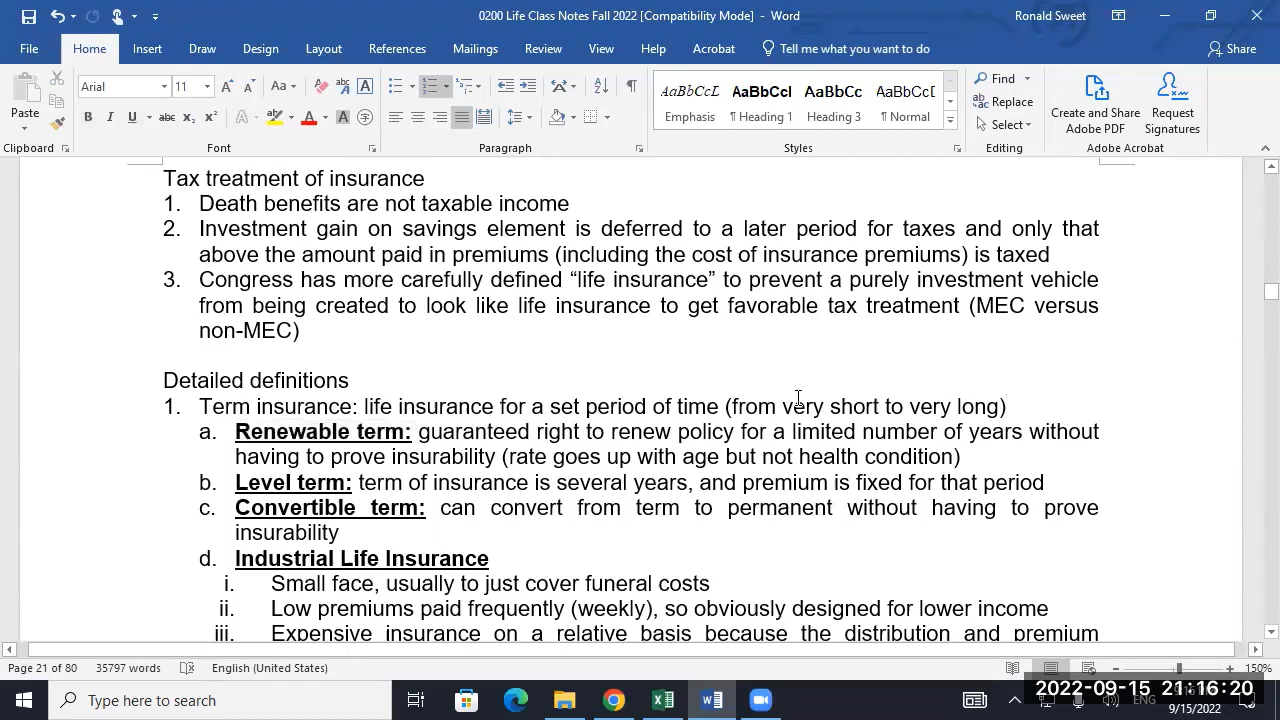 0200 Life Class Notes Fall 2022 [Compatibility Mode] - Word
Ronald Sweet
File Home Insert Draw Design Layout References Mailings Review View Help Acrobat Tell me what you want to do Share
Paste
Arial 11
Find
Replace
Select
AaBbCcL AaBbCcI AaBbCc AaBbCcI
Emphasis ¶ Heading 1 Heading 3 ¶ Normal
Create and Share Adobe PDF
Request Signatures
Clipboard Font Paragraph Styles Editing Adobe Acrobat
Tax treatment of insurance
1. Death benefits are not taxable income
2. Investment gain on savings element is deferred to a later period for taxes and only that
above the amount paid in premiums (including the cost of insurance premiums) is taxed
3. Congress has more carefully defined “life insurance” to prevent a purely investment vehicle
from being created to look like life insurance to get favorable tax treatment (MEC versus
non-MEC)
Detailed definitions
1. Term insurance: life insurance for a set period of time (from very short to very long)
a. Renewable term: guaranteed right to renew policy for a limited number of years without
having to prove insurability (rate goes up with age but not health condition)
b. Level term: term of insurance is several years, and premium is fixed for that period
c. Convertible term: can convert from term to permanent without having to prove
insurability
d. Industrial Life Insurance
i. Small face, usually to just cover funeral costs
ii. Low premiums paid frequently (weekly), so obviously designed for lower income
iii. Expensive insurance on a relative basis because the distribution and premium
Page 21 of 80 35797 words English (United States) 150%
Type here to search
2022-09-15 21:16:20
ENG
9/15/2022